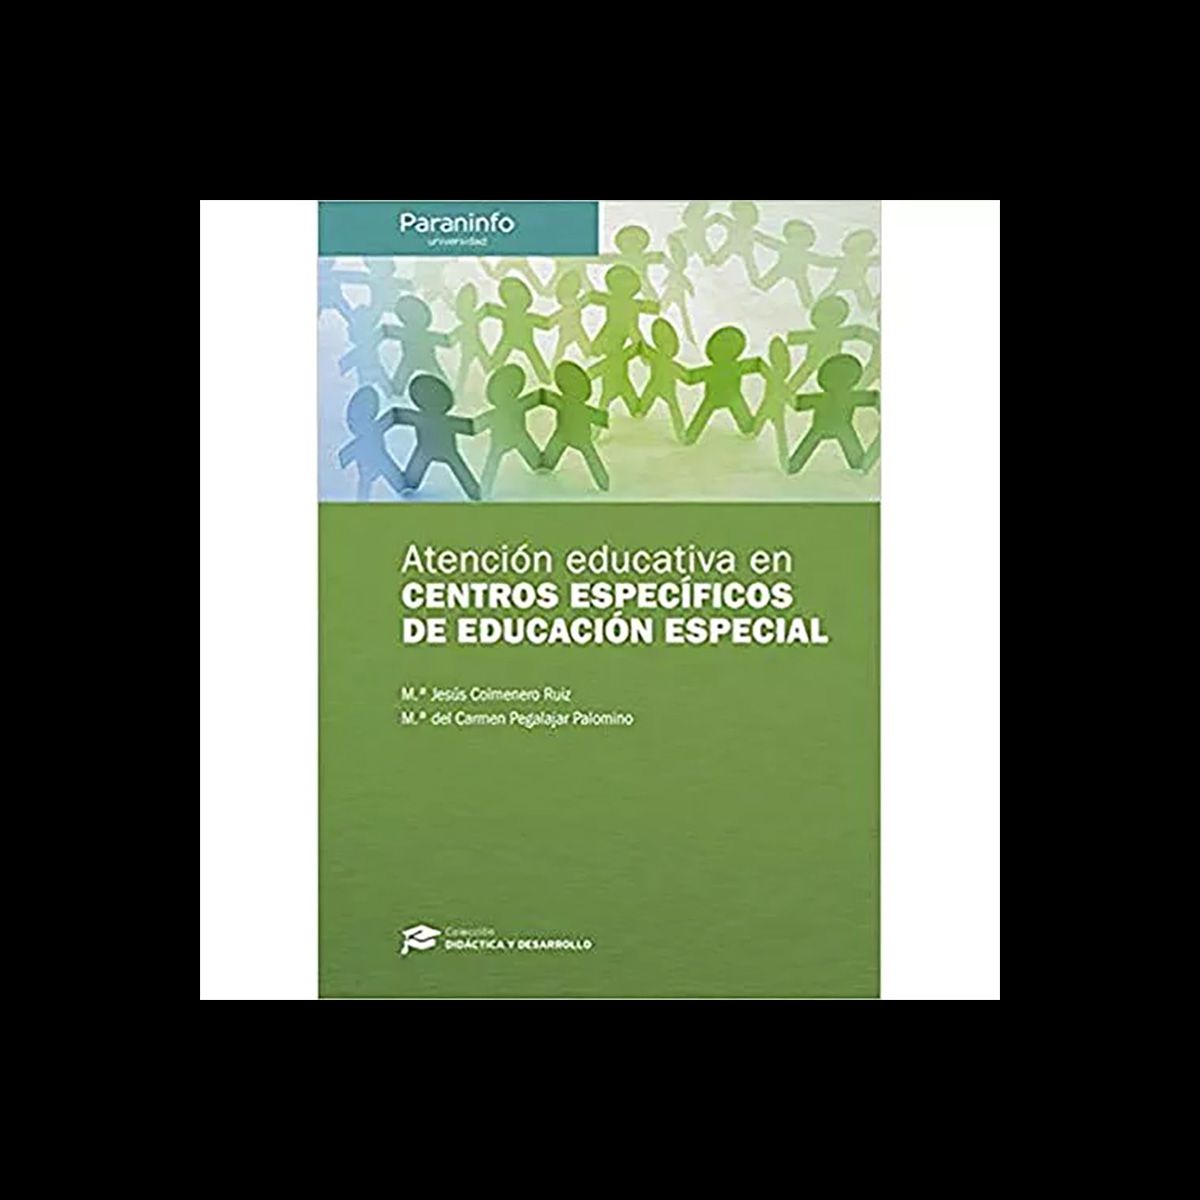 Paraninfo
universidad
Atención educativa en
CENTROS ESPECÍFICOS
DE EDUCACIÓN ESPECIAL
M.ª Jesús Colmenero Ruiz
M.ª del Carmen Pegalajar Palomino
Colección
DIDÁCTICA Y DESARROLLO